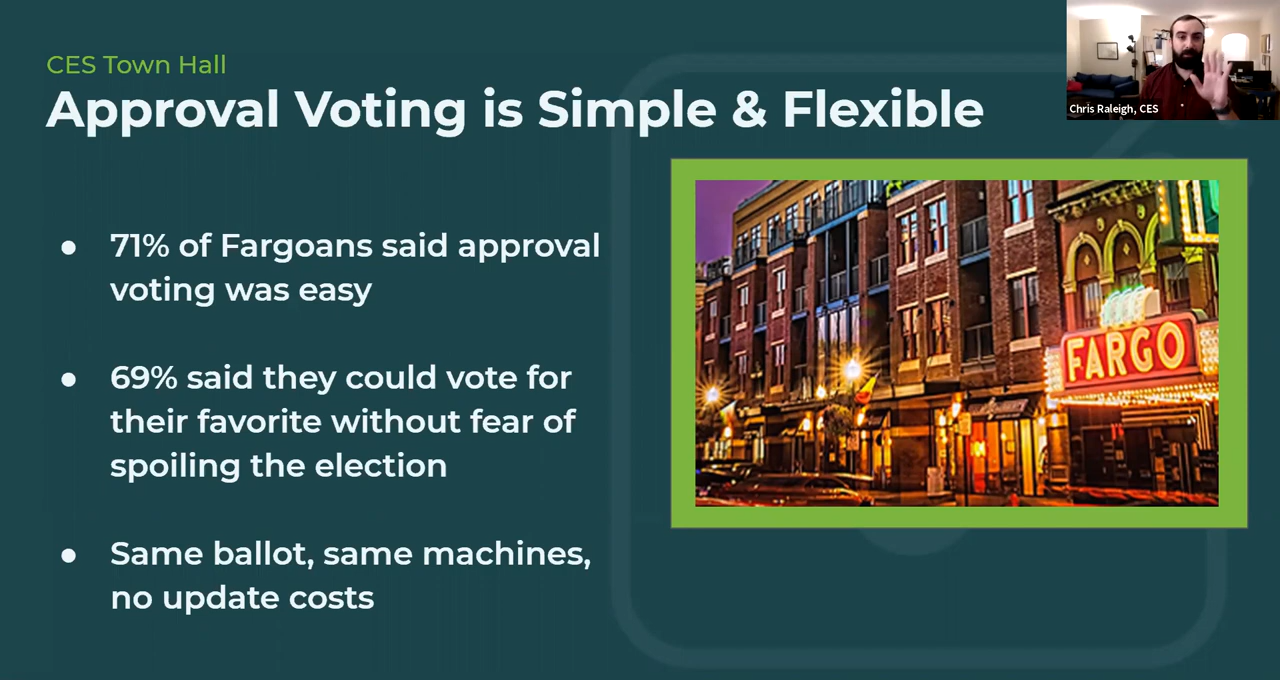 CES Town Hall
Approval Voting is Simple & Flexible
Chris Raleigh, CES
● 71% of Fargoans said approval
voting was easy
● 69% said they could vote for
their favorite without fear of
spoiling the election
● Same ballot, same machines,
no update costs
FARGO